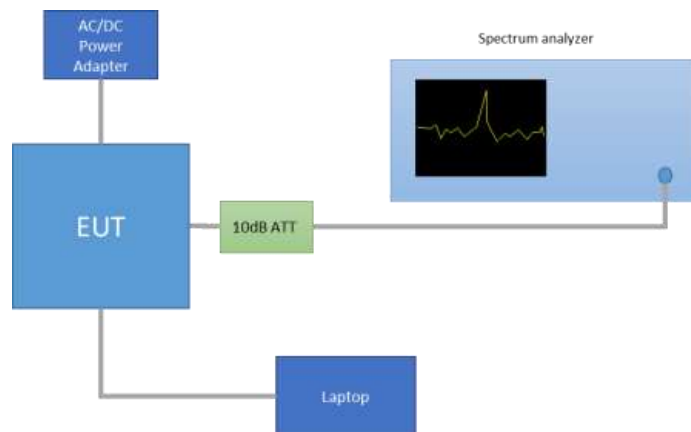 AC/DC
Power
Adapter
Spectrum analyzer
EUT
10dB ATT
Laptop